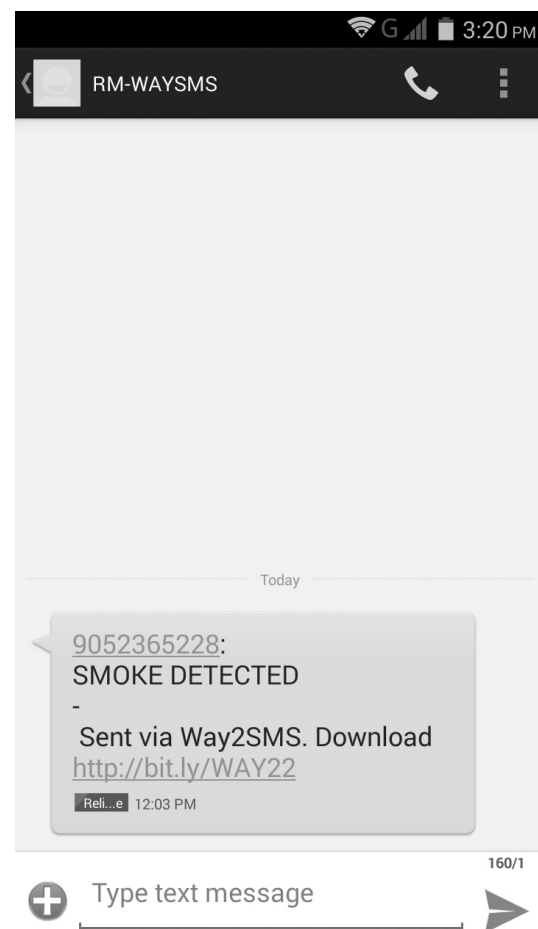 G 3:20 PM
RM-WAYSMS
Today
9052365228:
SMOKE DETECTED
-
Sent via Way2SMS. Download
http://bit.ly/WAY22
Reli...e 12:03 PM
160/1
Type text message